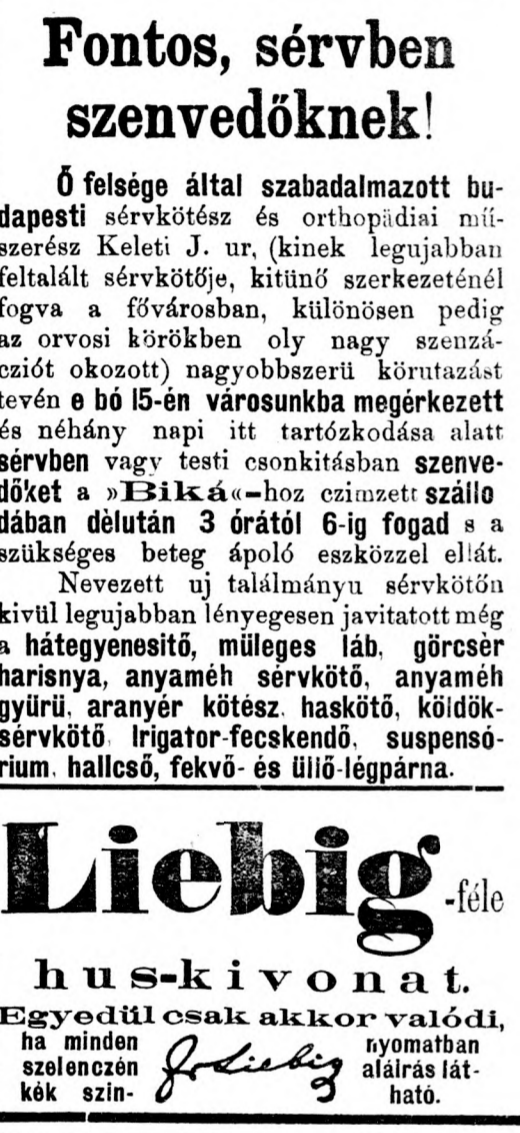 Fontos, sérvben
szenvedőknek!
Ő felsége által szabadalmazott bu-
dapesti sérvkötész és orthopädiai mű-
szerész Keleti J. ur, (kinek legujabban
feltalált sérvkötője, kitünő szerkezeténél
fogva a fővárosban, különösen pedig
az orvosi körökben oly nagy szenzá-
cziót okozott) nagyobbszerü körutazást
tevén e hó 15-én városunkba megérkezett
és néhány napi itt tartózkodása alatt
sérvben vagy testi csonkitásban szenve-
dőket a »Biká«-hoz czimzett szállo
dában dèlután 3 órától 6-ig fogad s a
szükséges beteg ápoló eszközzel ellát.
Nevezett uj találmányu sérvkötőn
kivül legujabban lényegesen javitatott még
a hátegyenesitő, müleges láb, görcsèr
harisnya, anyaméh sérvkötő, anyaméh
gyürü, aranyér kötész, haskötő, köldök-
sérvkötő, Irigator-fecskendő, suspensó-
rium, hallcső, fekvő- és üllő-légpárna.
Liebig-féle
hus-kivonat.
Egyedül csak akkor valódi,
ha minden nyomatban
szelenczén JvLiebig aláirás lát-
kék szin- ható.